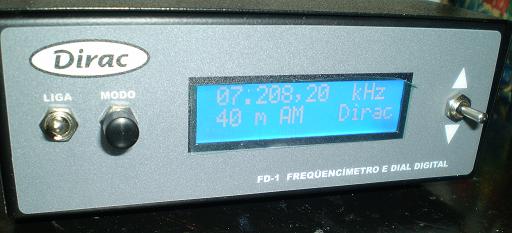 Dirac
LIGA MODO
07:208,20 kHz
40 m AM Dirac
FD-1 FREQÜENCÍMETRO E DIAL DIGITAL